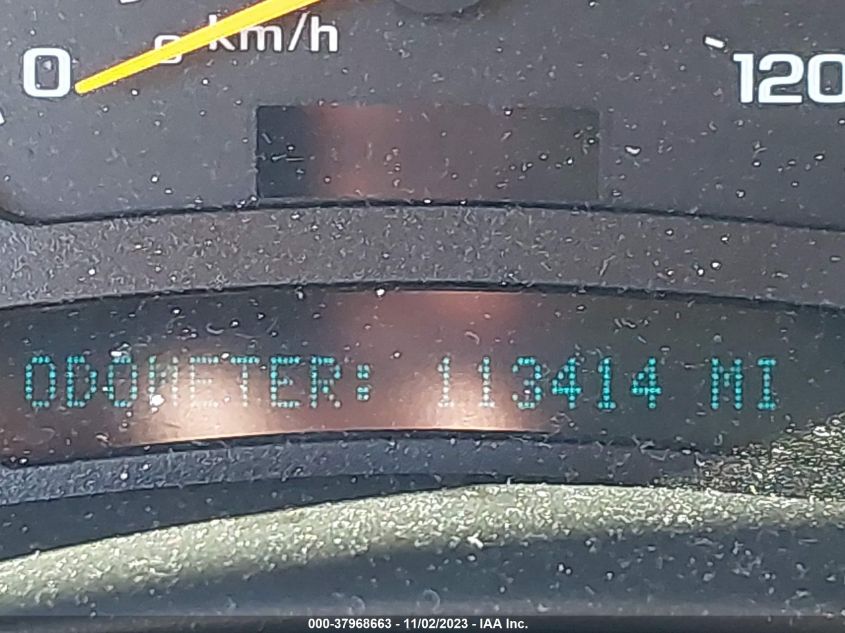 km/h
0
120
ODOMETER: 113414 MI
000-37968663 - 11/02/2023 - IAA Inc.